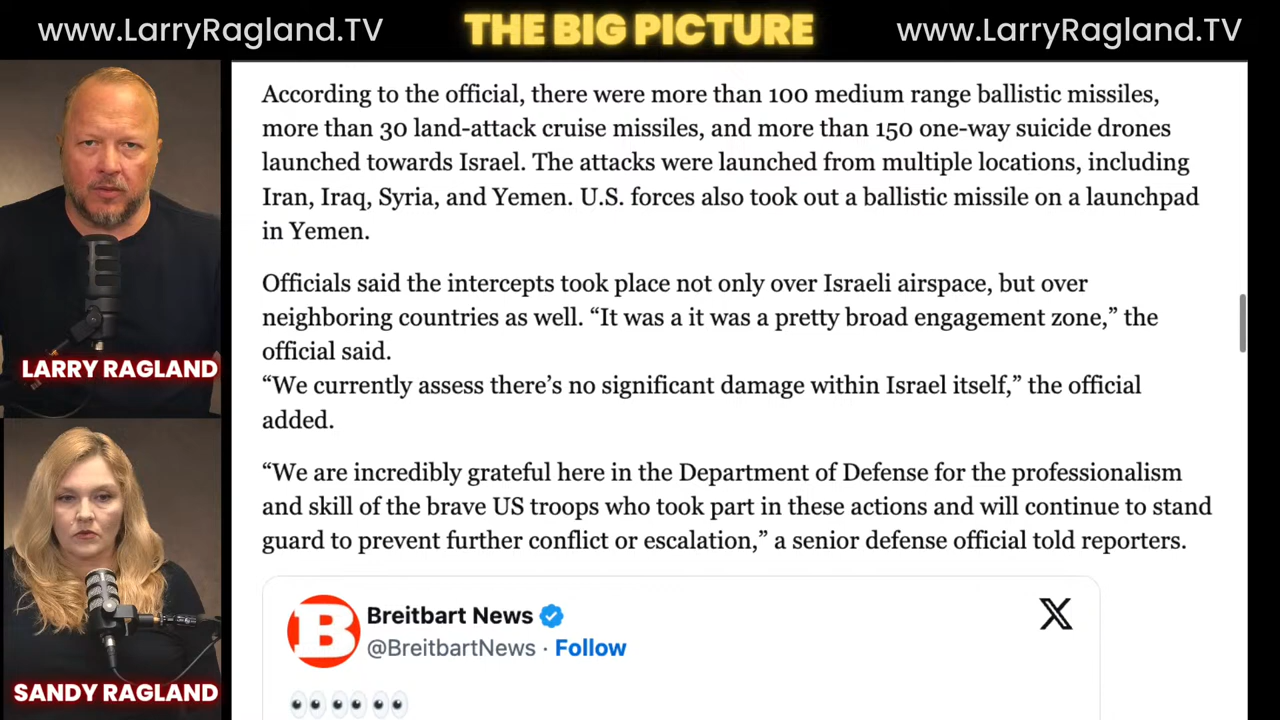 www.LarryRagland.TV
THE BIG PICTURE
www.LarryRagland.TV
According to the official, there were more than 100 medium range ballistic missiles,
more than 30 land-attack cruise missiles, and more than 150 one-way suicide drones
launched towards Israel. The attacks were launched from multiple locations, including
Iran, Iraq, Syria, and Yemen. U.S. forces also took out a ballistic missile on a launchpad
in Yemen.
Officials said the intercepts took place not only over Israeli airspace, but over
neighboring countries as well. “It was a it was a pretty broad engagement zone,” the
official said.
“We currently assess there’s no significant damage within Israel itself,” the official
added.
“We are incredibly grateful here in the Department of Defense for the professionalism
and skill of the brave US troops who took part in these actions and will continue to stand
guard to prevent further conflict or escalation,” a senior defense official told reporters.
B
Breitbart News
X
@BreitbartNews · Follow
LARRY RAGLAND
SANDY RAGLAND